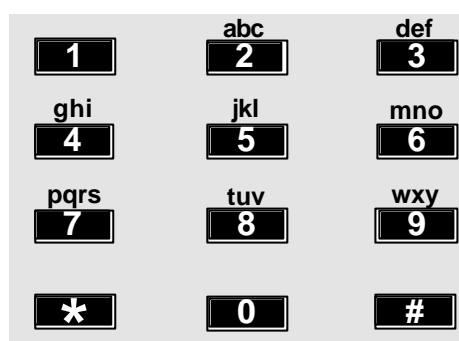 abc def
1 2 3
ghi jkl mno
4 5 6
pqrs tuv wxy
7 8 9
* 0 #